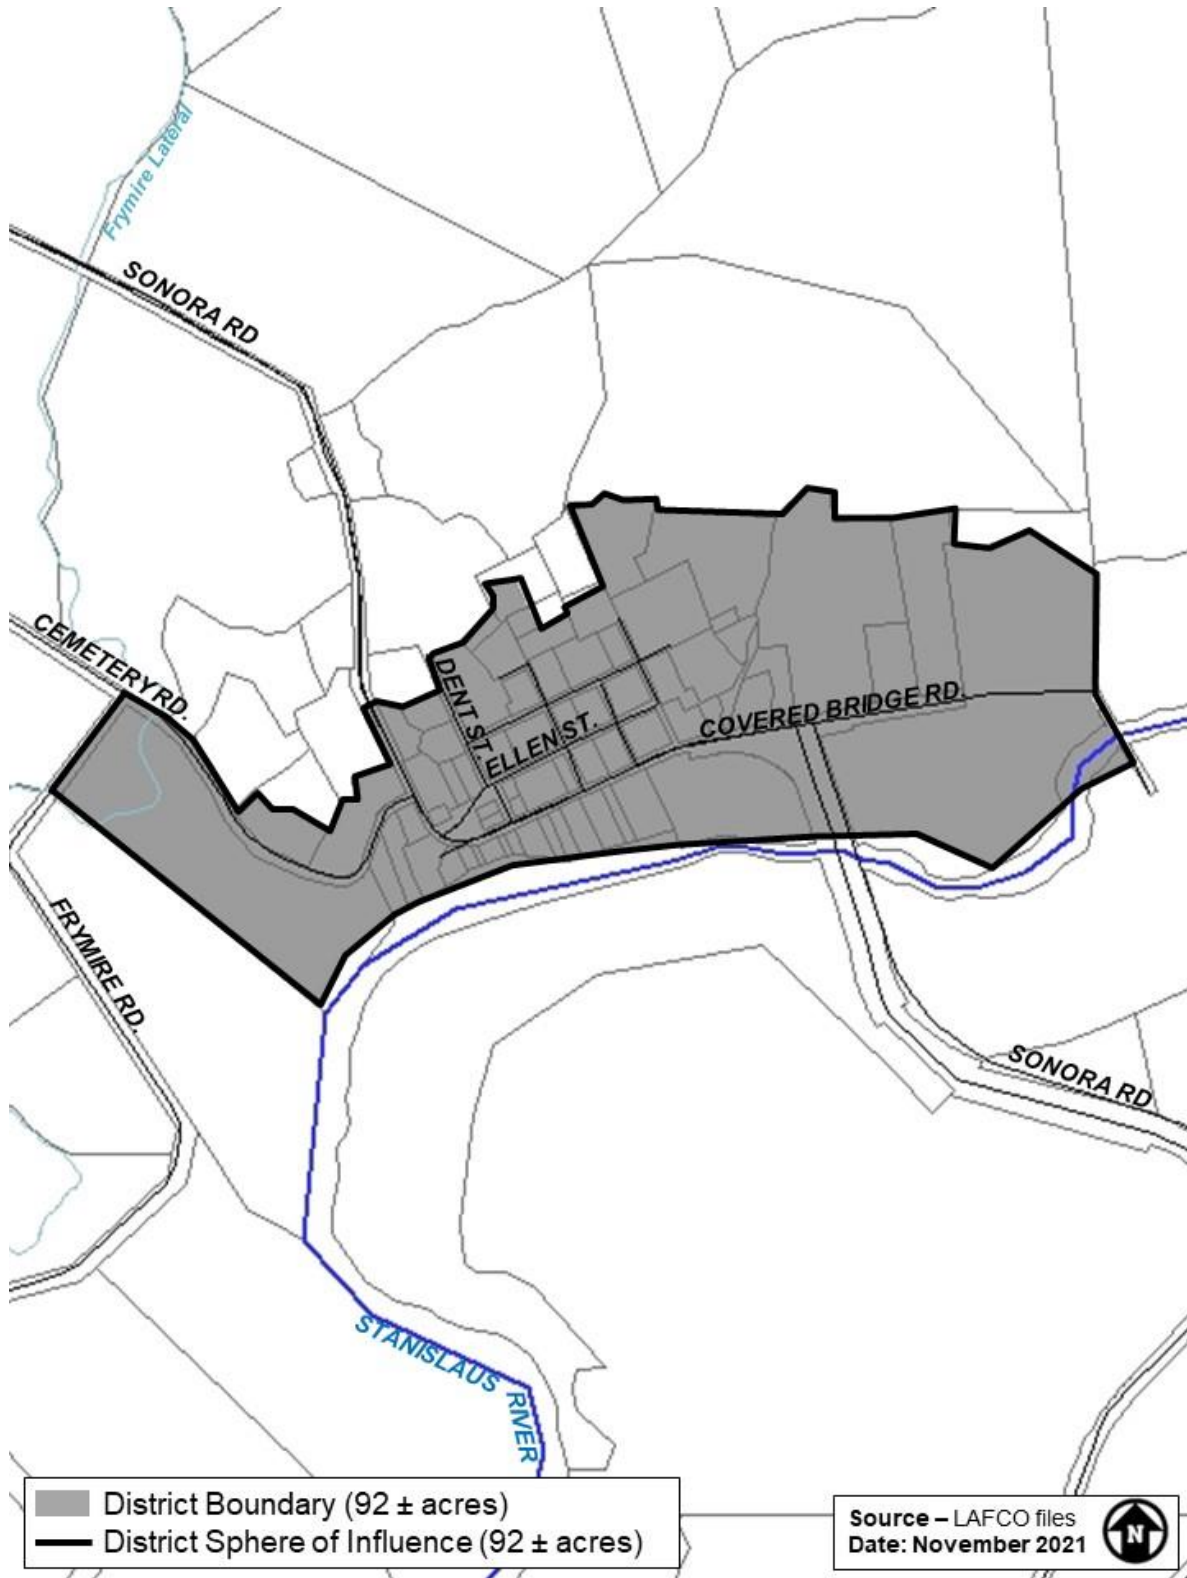 Frymire Lateral
SONORA RD
CEMETERY RD.
DENT ST.
ELLEN ST.
COVERED BRIDGE RD.
FRYMIRE RD.
SONORA RD
STANISLAUS RIVER
District Boundary (92 ± acres)
District Sphere of Influence (92 ± acres)
Source – LAFCO files
Date: November 2021
N